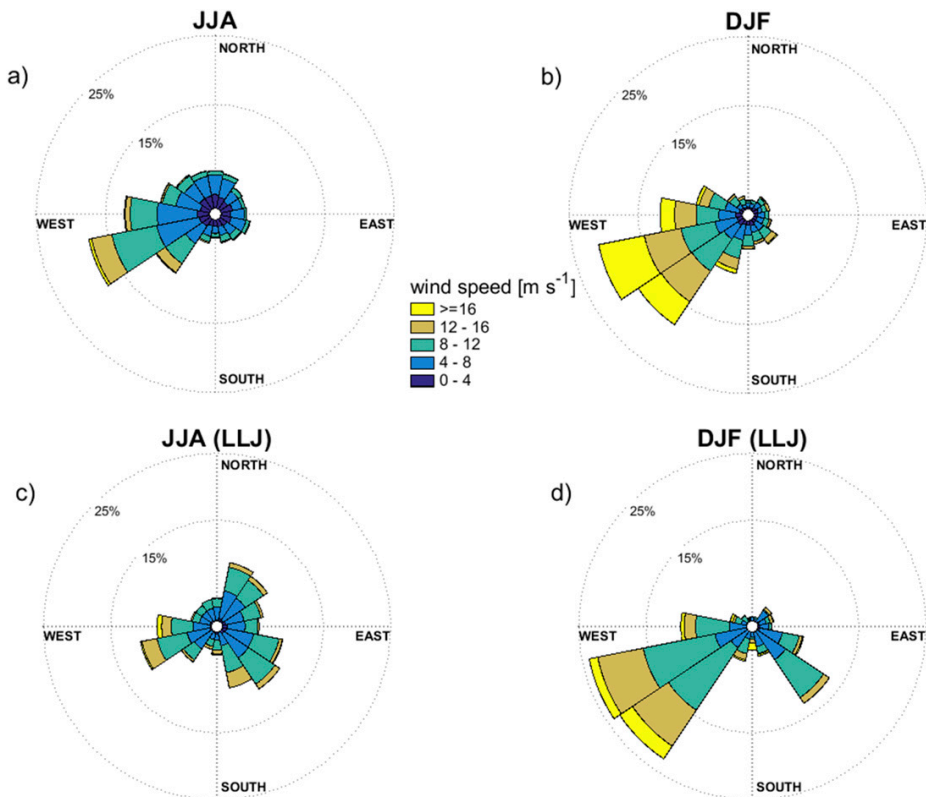 JJA
DJF
a)
NORTH
25%
15%
WEST
EAST
SOUTH
b)
NORTH
25%
15%
WEST
EAST
SOUTH
wind speed [m s-1]
>=16
12 - 16
8 - 12
4 - 8
0 - 4
JJA (LLJ)
DJF (LLJ)
c)
NORTH
25%
15%
WEST
EAST
SOUTH
d)
NORTH
25%
15%
WEST
EAST
SOUTH